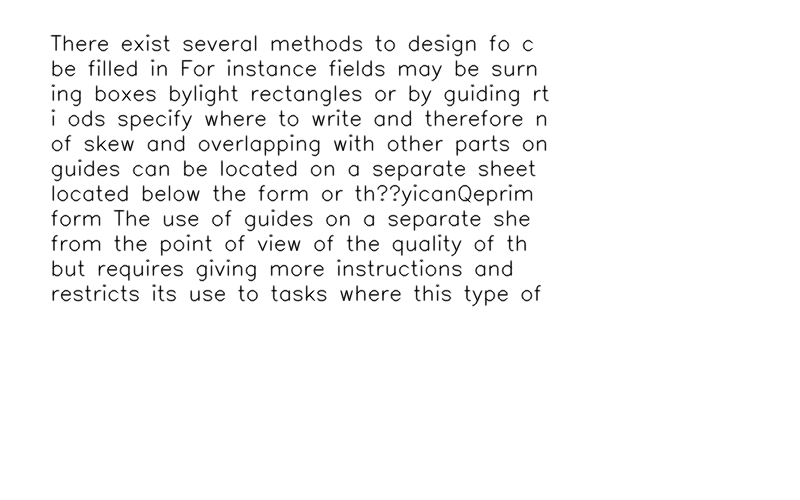 There exist several methods to design fo c
be filled in For instance fields may be surn
ing boxes bylight rectangles or by guiding rt
i ods specify where to write and therefore n
of skew and overlapping with other parts on
guides can be located on a separate sheet
located below the form or th??yicanQeprim
form The use of guides on a separate she
from the point of view of the quality of th
but requires giving more instructions and
restricts its use to tasks where this type of